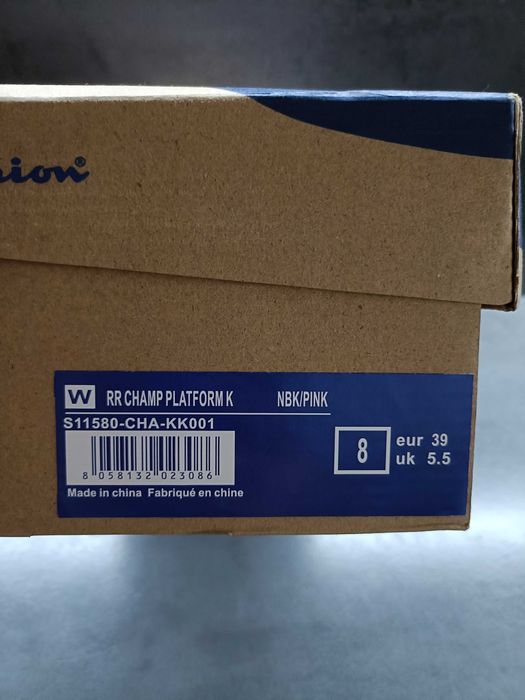 sion®
W RR CHAMP PLATFORM K NBK/PINK
S11580-CHA-KK001
8 058132 023086
Made in china Fabriqué en chine
8
eur 39
uk 5.5